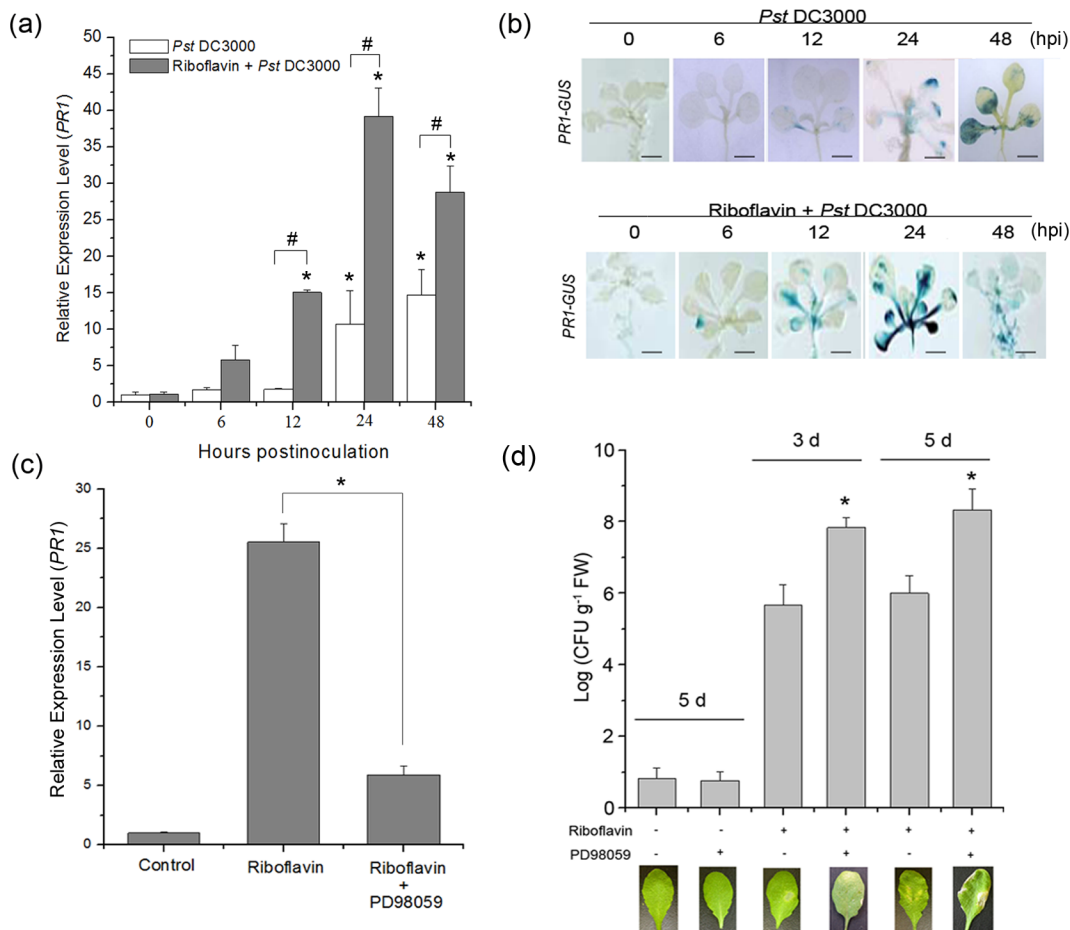 (a)
Relative Expression Level (PR1)
50
45
40
35
30
25
20
15
10
5
0
Pst DC3000
Riboflavin + Pst DC3000
#
*
#
*
*
#
*
*
0 6 12 24 48
Hours postinoculation
(b)
Pst DC3000
0 6 12 24 48 (hpi)
PR1-GUS
Riboflavin + Pst DC3000
0 6 12 24 48 (hpi)
PR1-GUS
(c)
Relative Expression Level (PR1)
30
25
20
15
10
5
0
*
Control
Riboflavin
Riboflavin
+
PD98059
(d)
Log (CFU g-1 FW)
10
8
6
4
2
0
5 d
3 d
*
5 d
*
Riboflavin - - + + + +
PD98059 - + - + - +